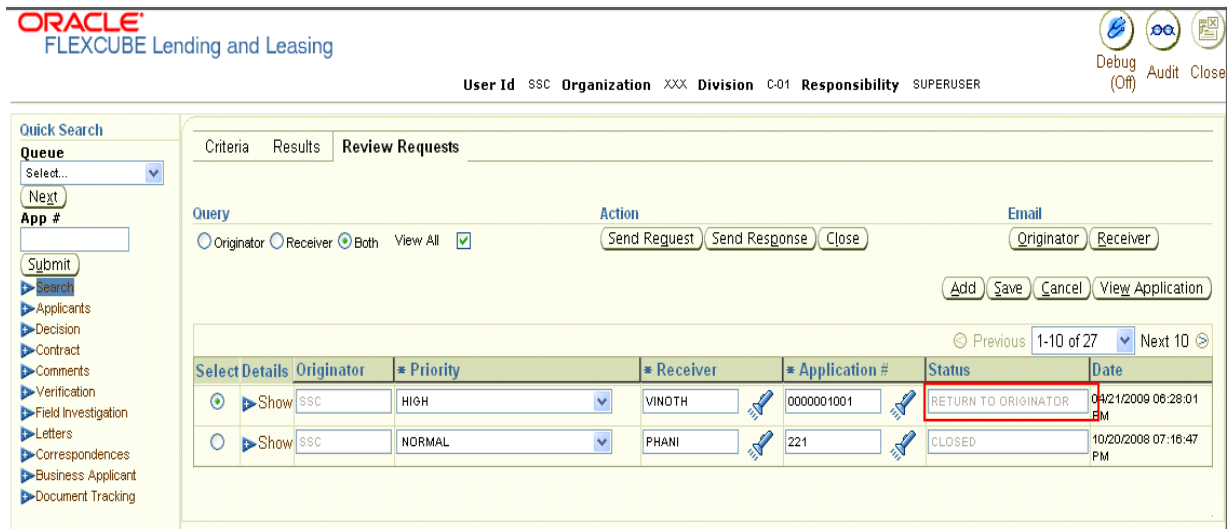 ORACLE
FLEXCUBE Lending and Leasing
Debug (Off)
Audit
Close
User Id SSC Organization XXX Division C-01 Responsibility SUPERUSER
Quick Search
Queue
Select...
Next
App #
Submit
Search
Applicants
Decision
Contract
Comments
Verification
Field Investigation
Letters
Correspondences
Business Applicant
Document Tracking
Criteria Results Review Requests
Query Action Email
Originator Receiver Both View All Send Request Send Response Close Originator Receiver
Add Save Cancel View Application
Previous 1-10 of 27 Next 10
Select Details Originator * Priority * Receiver * Application # Status Date
Show SSC HIGH VINOTH 0000001001 RETURN TO ORIGINATOR 04/21/2009 06:28:01 PM
Show SSC NORMAL PHANI 221 CLOSED 10/20/2008 07:16:47 PM